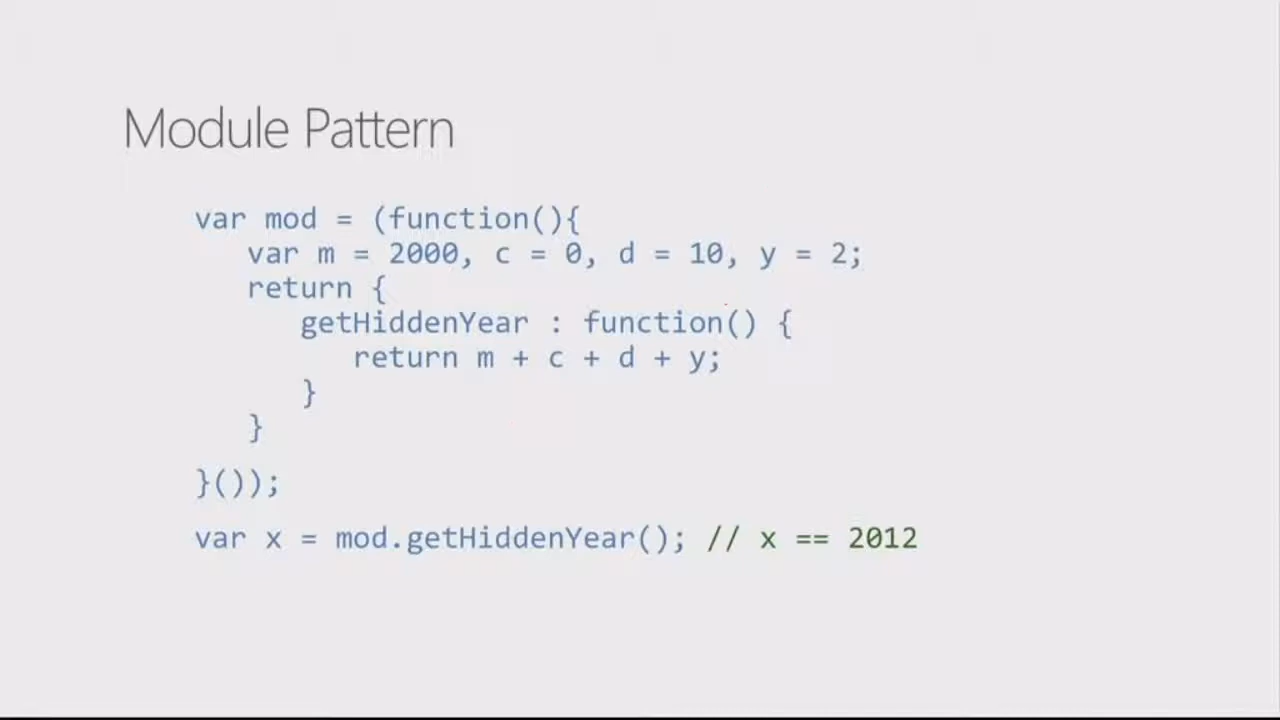 Module Pattern
var mod = (function(){
var m = 2000, c = 0, d = 10, y = 2;
return {
getHiddenYear : function() {
return m + c + d + y;
}
}
}());
var x = mod.getHiddenYear(); // x == 2012